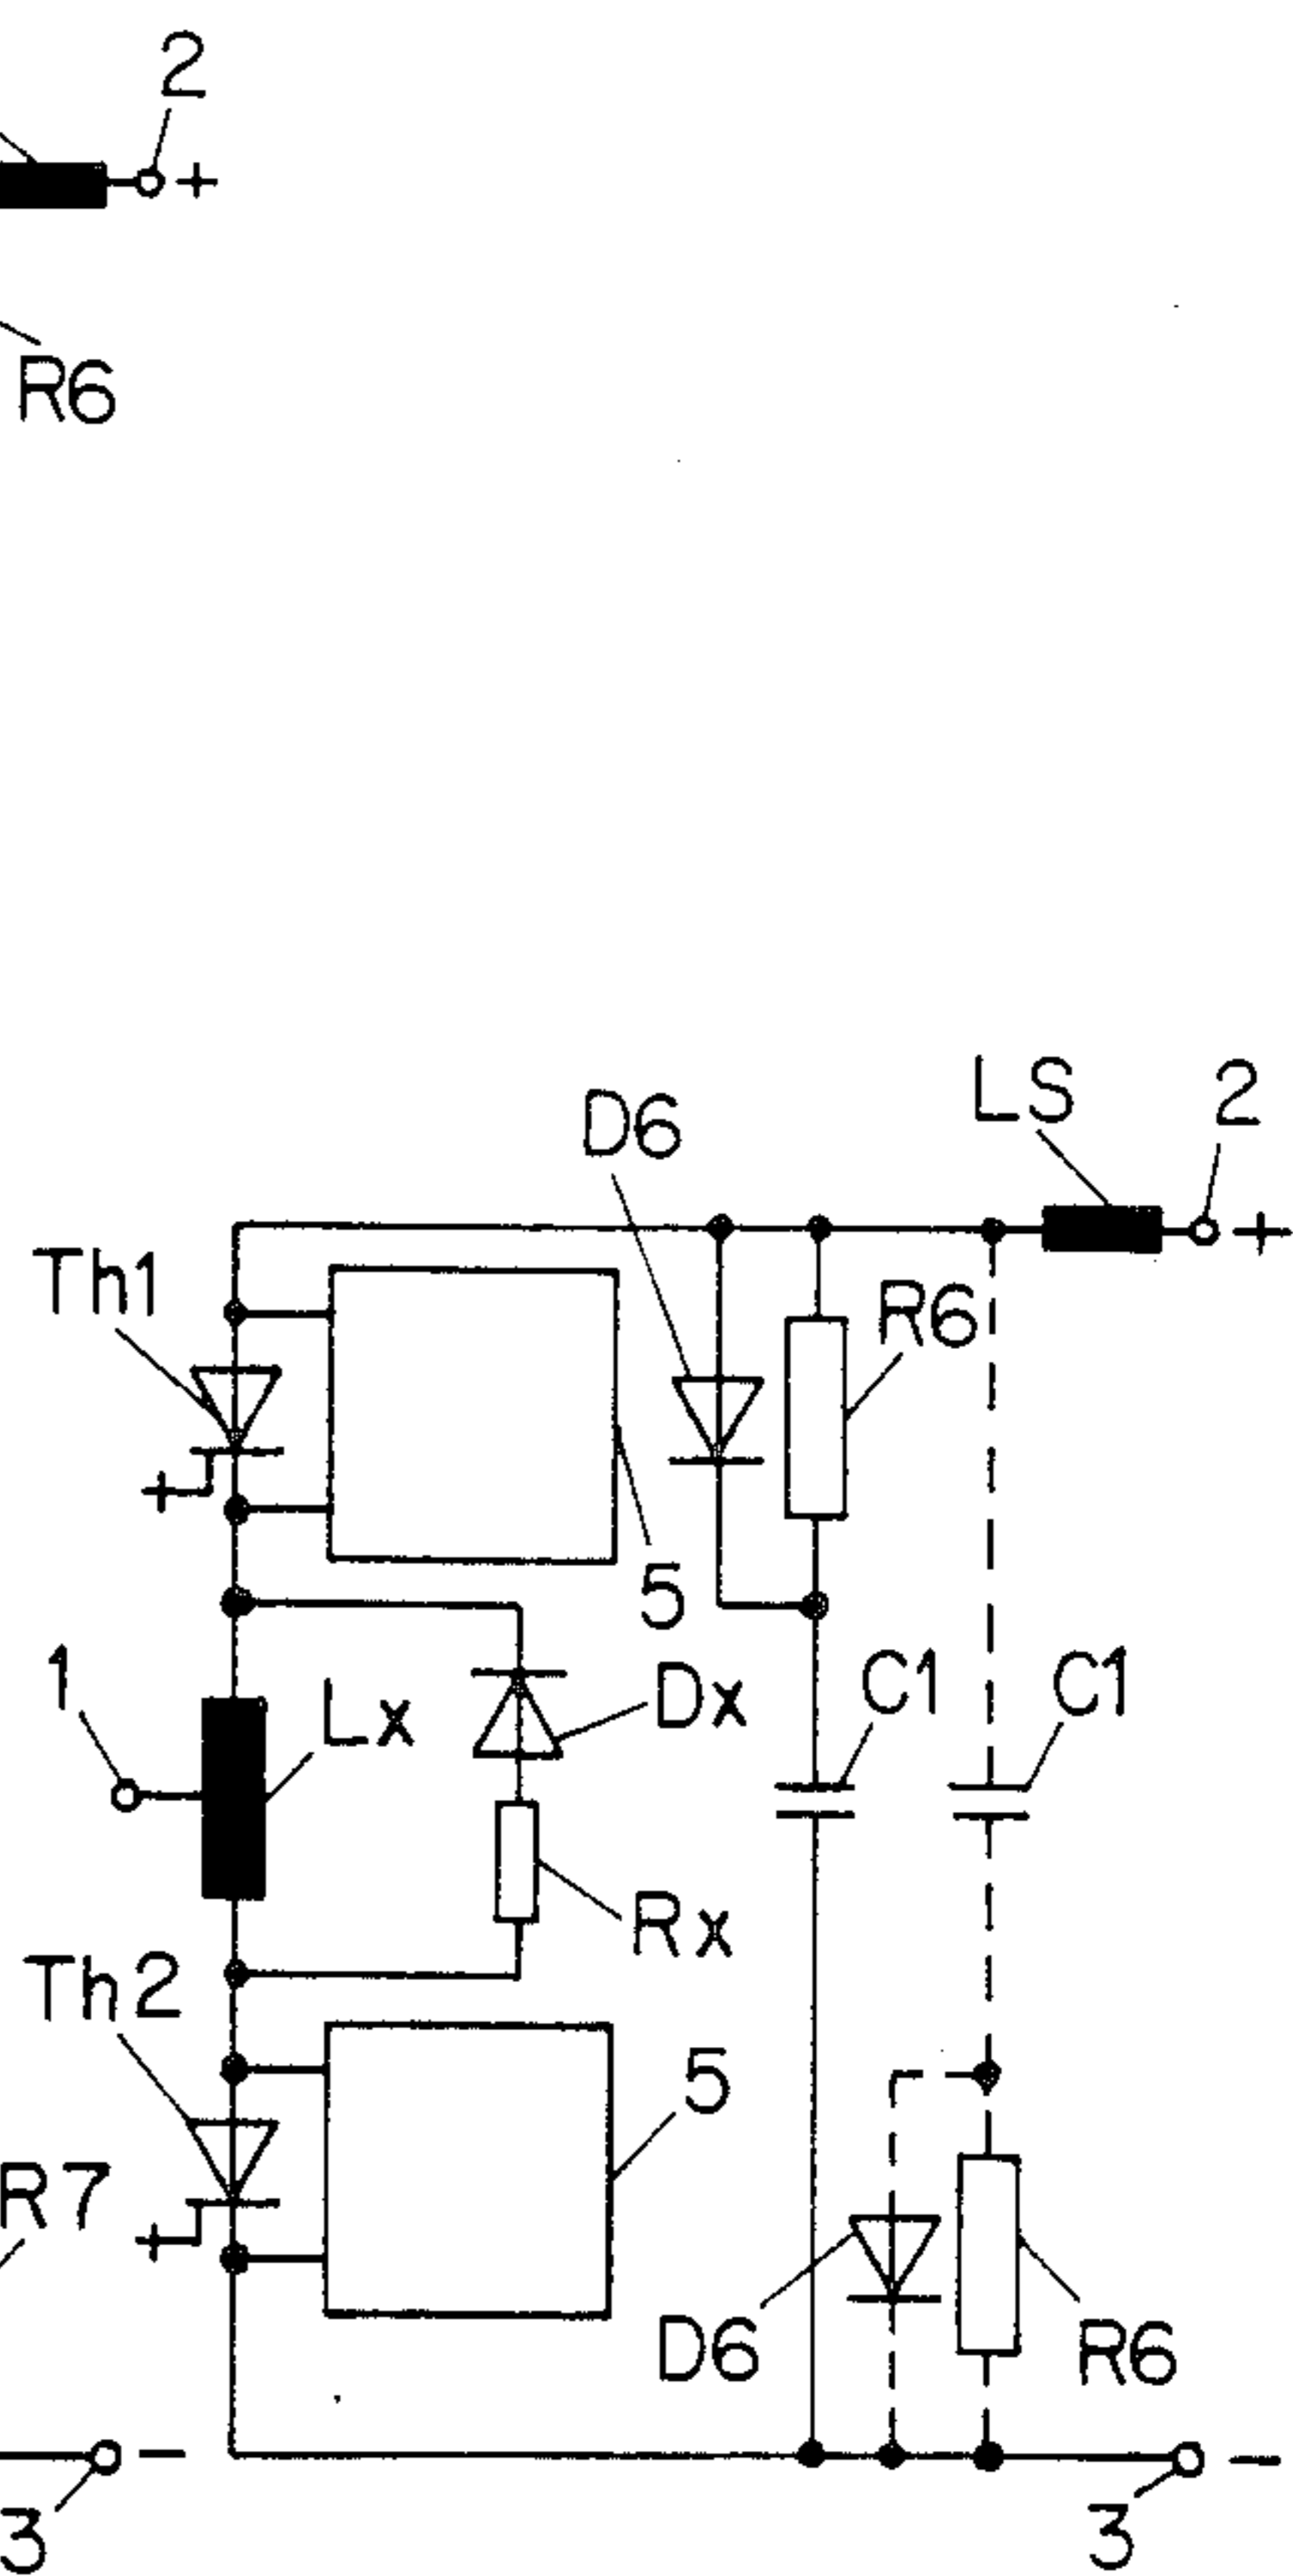 2
+
R6
LS 2
D6
+
Th1
R6
+
5
1 Lx Dx C1 C1
Rx
Th2
5
R7
+
D6 R6
- -
3 3